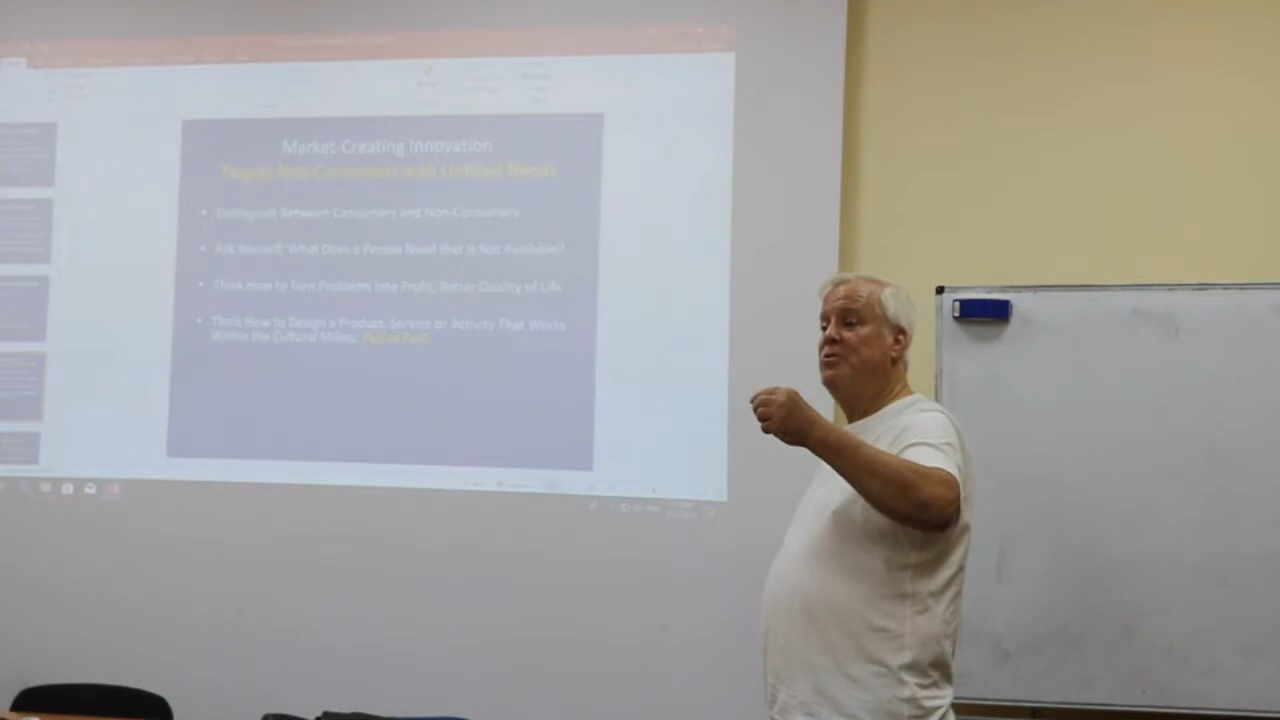 Market-Creating Innovation
Targets Non-Consumers with Unfilled Needs
• Distinguish Between Consumers and Non-Consumers
• Ask Yourself: What Does a Person Need that is Not Available?
• Think How to Turn Problems into Profit, Better Quality of Life
• Think How to Design a Product, Service or Activity That Works
Within the Cultural Milieu: